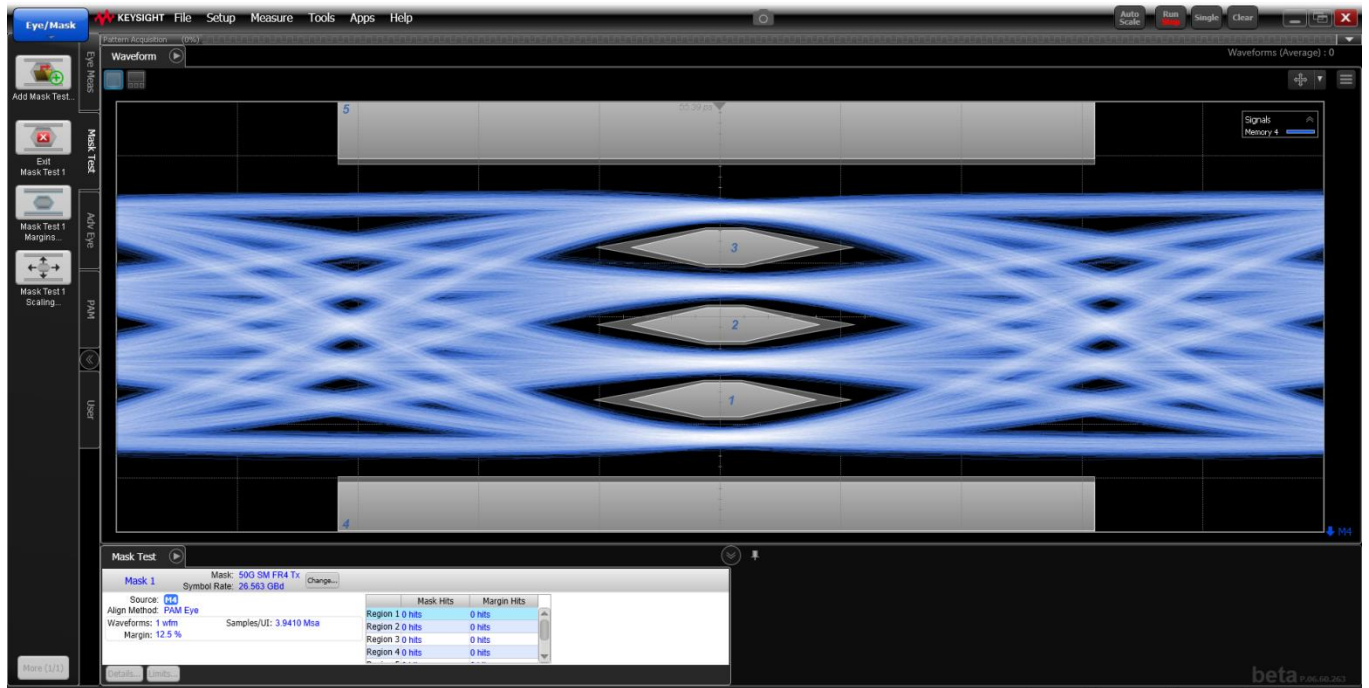 Eye/Mask
KEYSIGHT File Setup Measure Tools Apps Help
Auto Scale
Run
Single
Clear
Pattern Acquisition (0%)
Waveform
Waveforms (Average) : 0
Eye Meas
Mask Test
Adv Eye
PAM
User
Add Mask Test...
Exit
Mask Test 1
Mask Test 1
Margins...
Mask Test 1
Scaling...
More (1/1)
5
55.39 ns
Signals
Memory 4
3
2
1
4
M4
Mask Test
Mask 1
Mask: 50G SM FR4 Tx
Change...
Symbol Rate: 26.563 GBd
Source: M4
Align Method: PAM Eye
Waveforms: 1 wfm
Samples/UI: 3.9410 Msa
Margin: 12.5 %
Mask Hits Margin Hits
Region 1 0 hits 0 hits
Region 2 0 hits 0 hits
Region 3 0 hits 0 hits
Region 4 0 hits 0 hits
Details...
Limits...
beta P.06.60.263